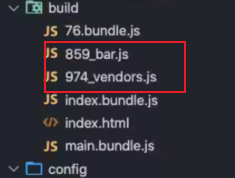 build
JS 76.bundle.js
JS 859_bar.js
JS 974_vendors.js
JS index.bundle.js
<> index.html
JS main.bundle.js
config